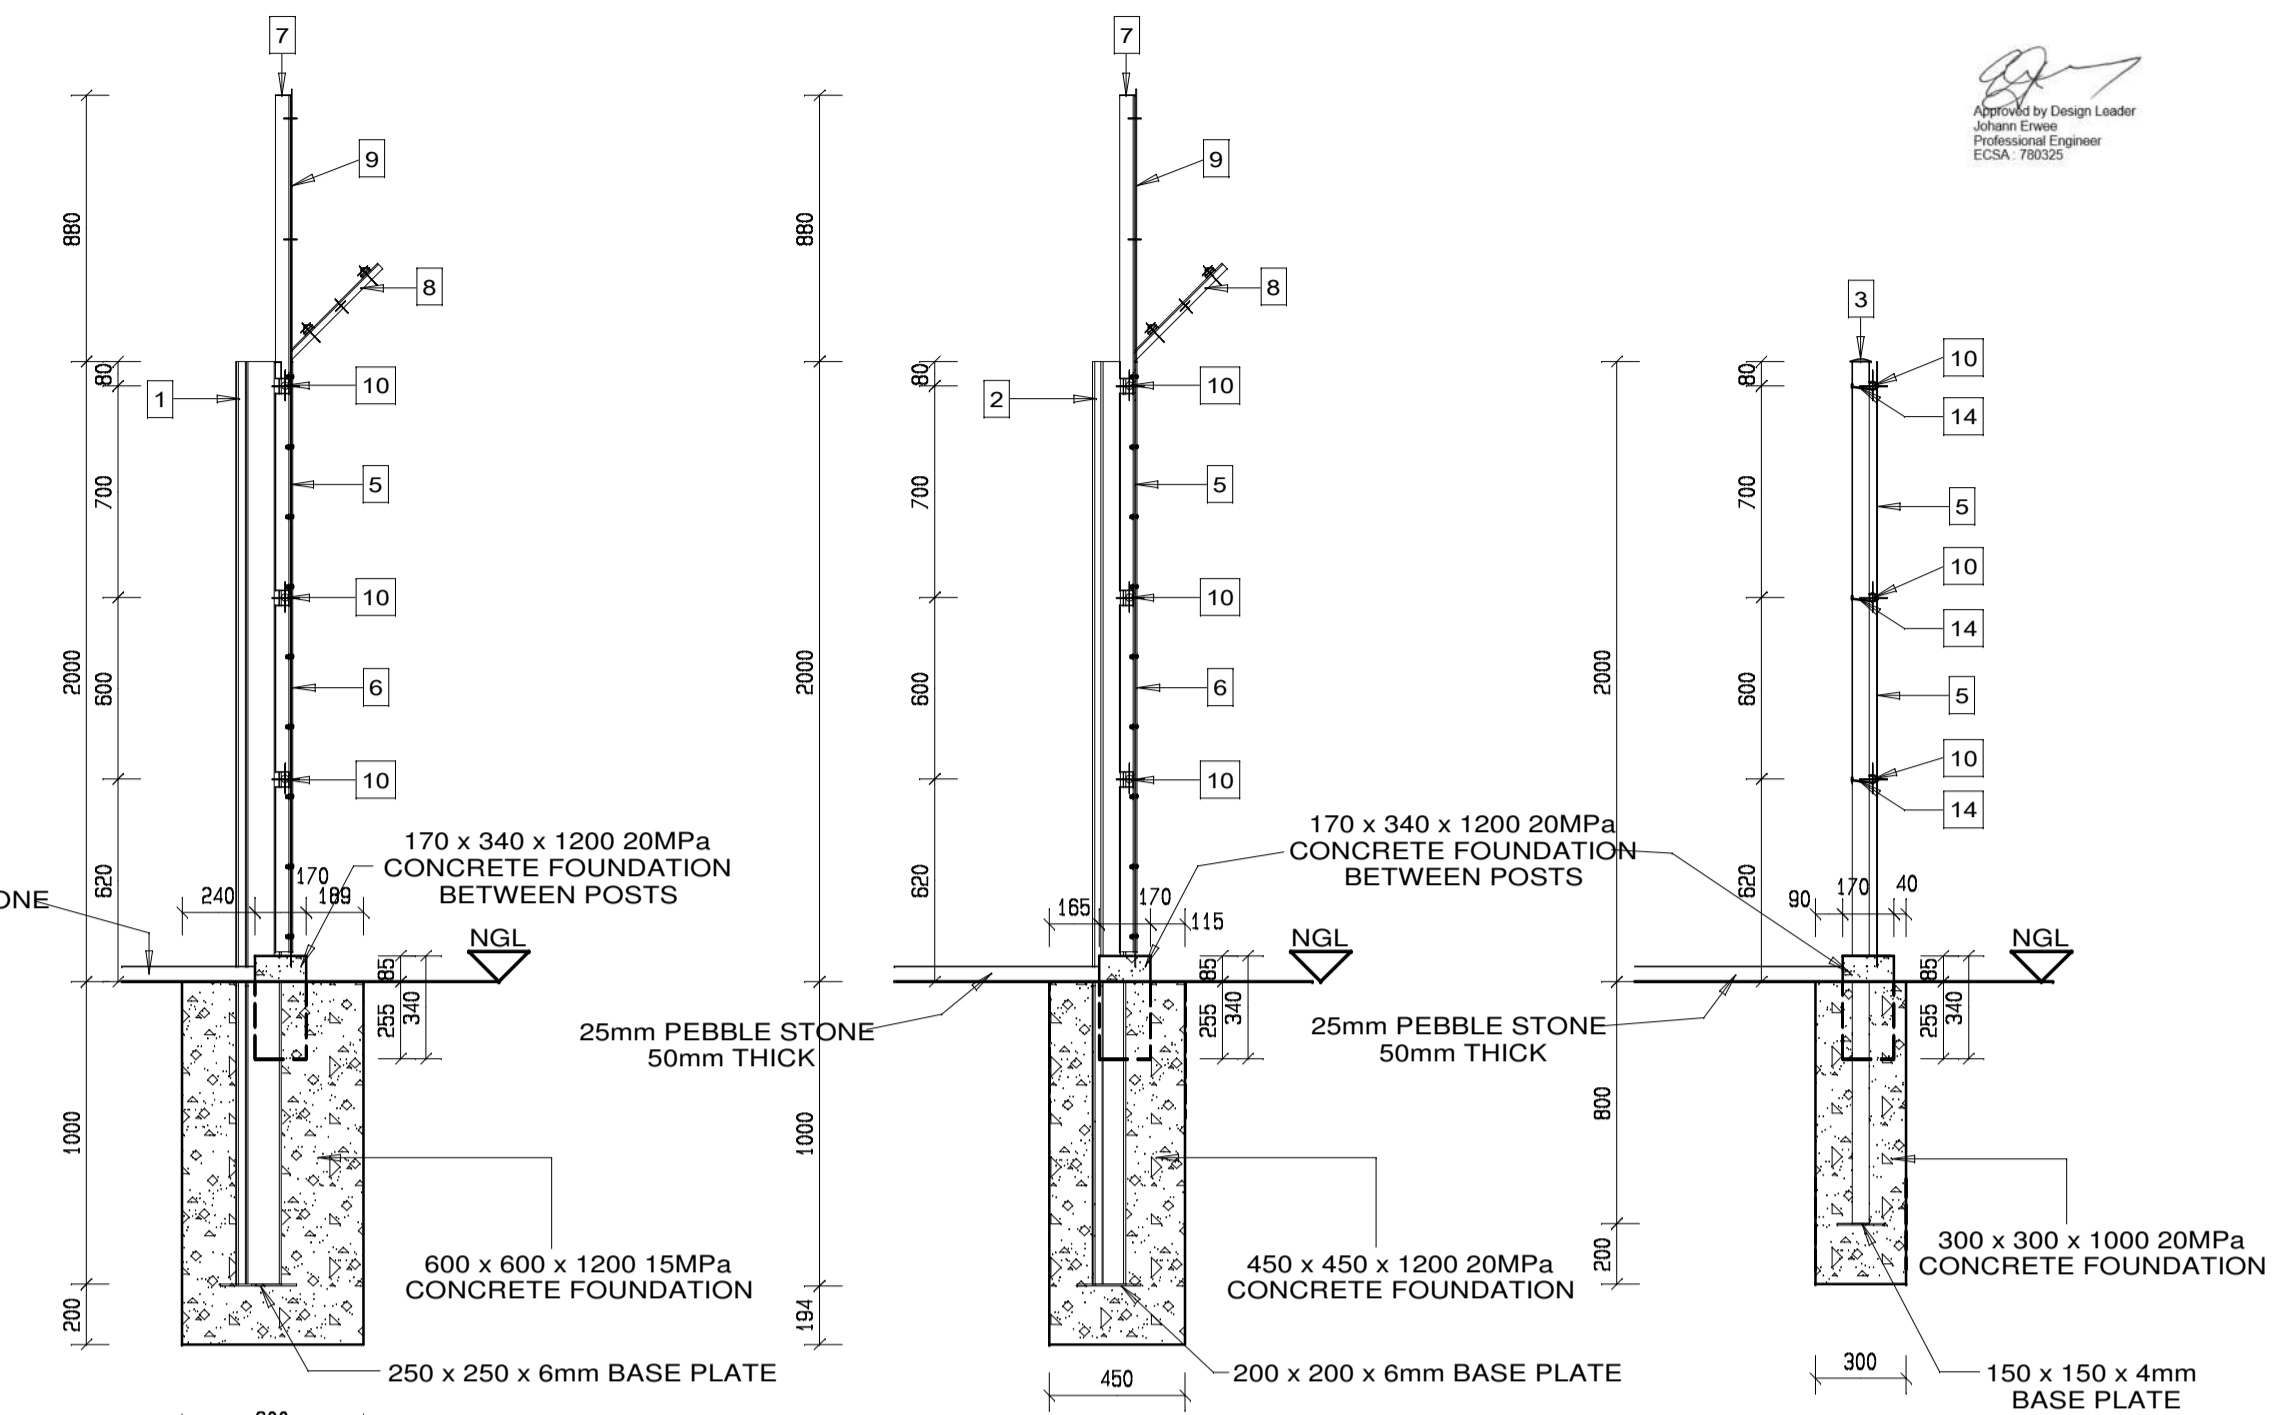 7
9
8
880
80
1
10
5
700
10
2000
600
6
10
170 x 340 x 1200 20MPa
CONCRETE FOUNDATION
BETWEEN POSTS
620
240
170
ONE
NGL
85
255
340
1000
600 x 600 x 1200 15MPa
CONCRETE FOUNDATION
200
250 x 250 x 6mm BASE PLATE
7
9
8
880
80
2
10
5
700
10
2000
600
6
10
170 x 340 x 1200 20MPa
CONCRETE FOUNDATION
BETWEEN POSTS
620
165
170
115
NGL
85
255
340
25mm PEBBLE STONE
50mm THICK
1000
450 x 450 x 1200 20MPa
CONCRETE FOUNDATION
194
200 x 200 x 6mm BASE PLATE
450
Approved by Design Leader
Johann Erwee
Professional Engineer
ECSA : 780325
3
80
10
14
700
5
10
14
2000
600
5
10
14
620
90
170
40
NGL
85
255
340
25mm PEBBLE STONE
50mm THICK
800
300 x 300 x 1000 20MPa
CONCRETE FOUNDATION
200
300
150 x 150 x 4mm
BASE PLATE